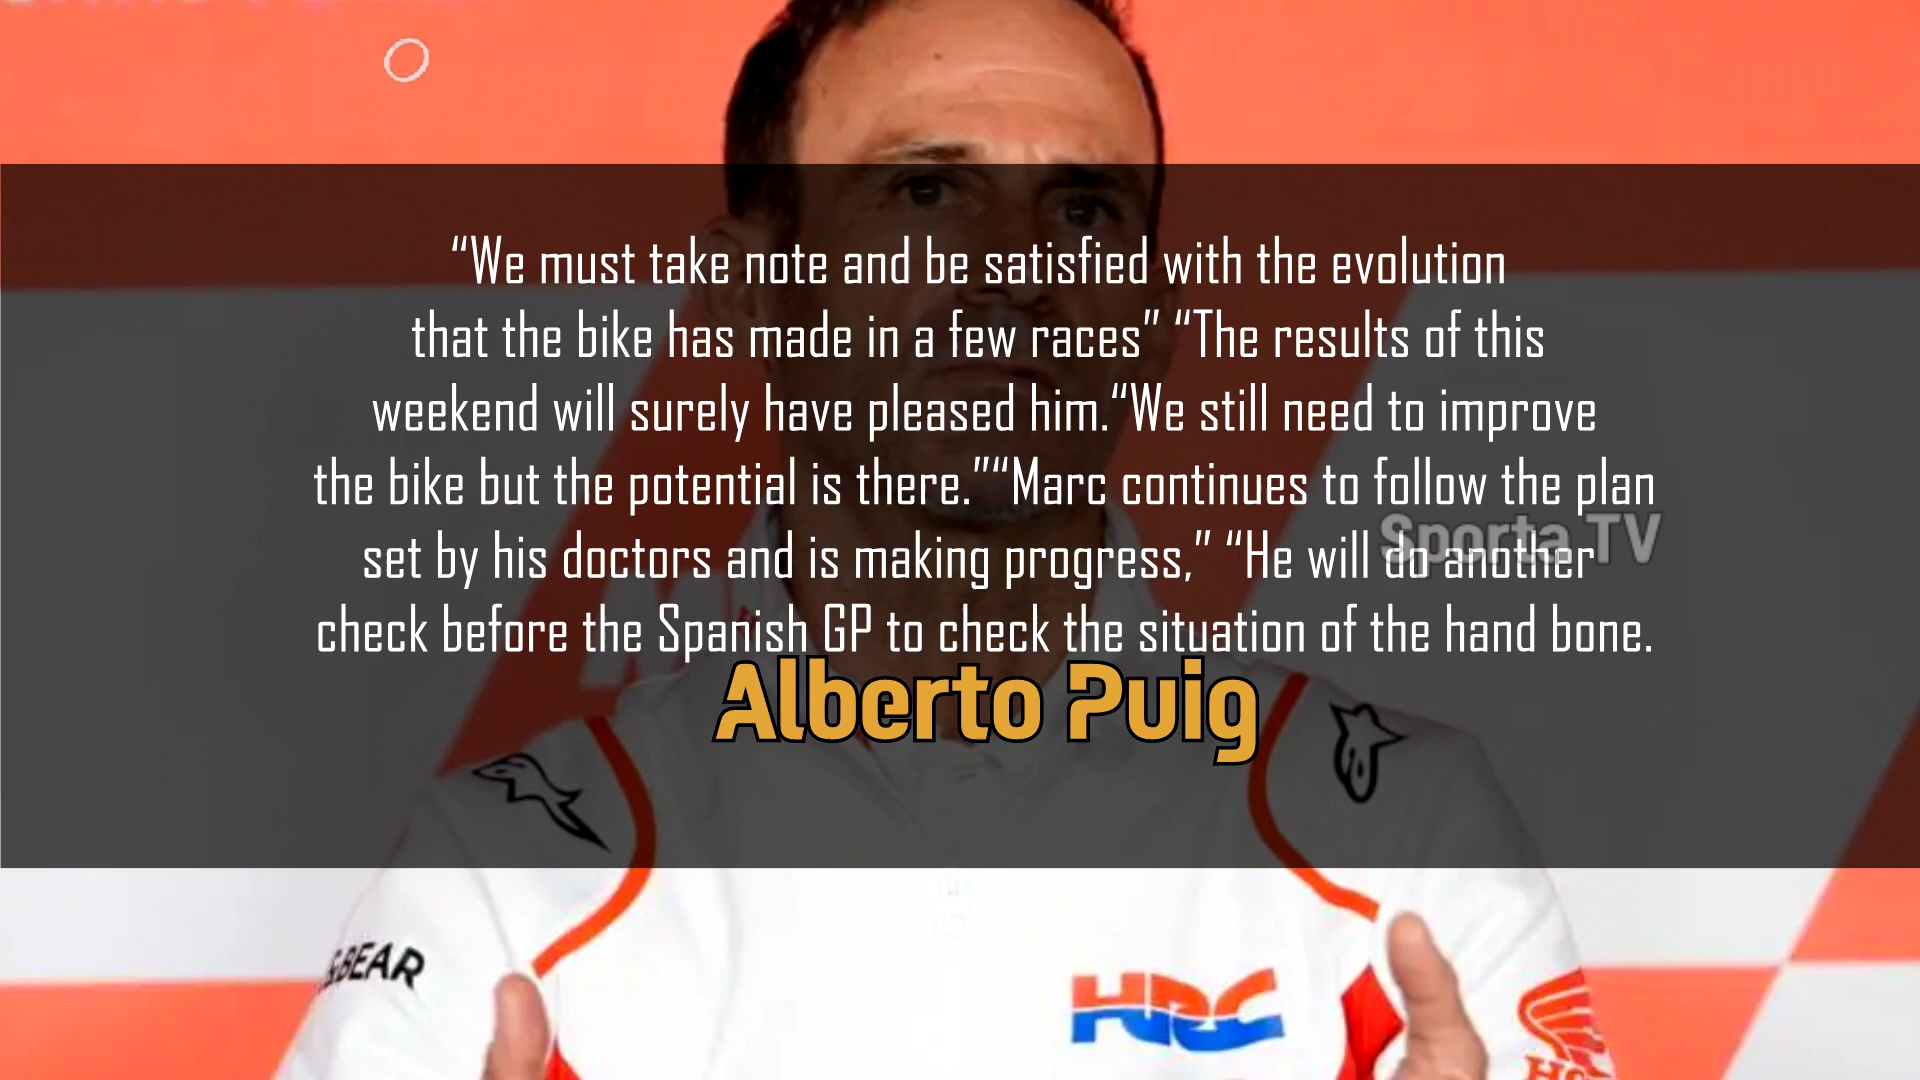 “We must take note and be satisfied with the evolution
that the bike has made in a few races” “The results of this
weekend will surely have pleased him.“We still need to improve
the bike but the potential is there.”“Marc continues to follow the plan
Sporta TV
set by his doctors and is making progress,” “He will do another
check before the Spanish GP to check the situation of the hand bone.
Alberto Puig
&BEAR
HRC